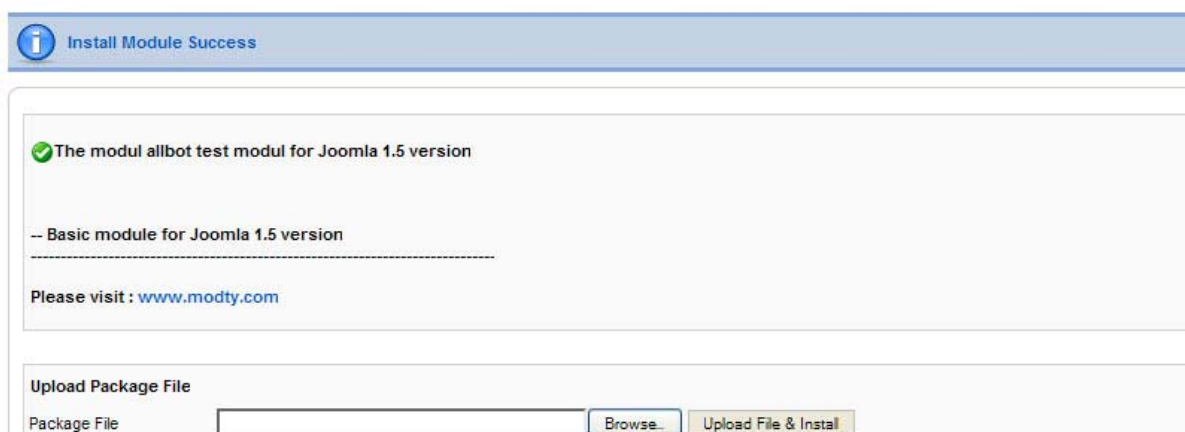 Install Module Success
The modul allbot test modul for Joomla 1.5 version
-- Basic module for Joomla 1.5 version
--------------------------------------------------------------------------------
Please visit : www.modty.com
Upload Package File
Package File Browse... Upload File & Install